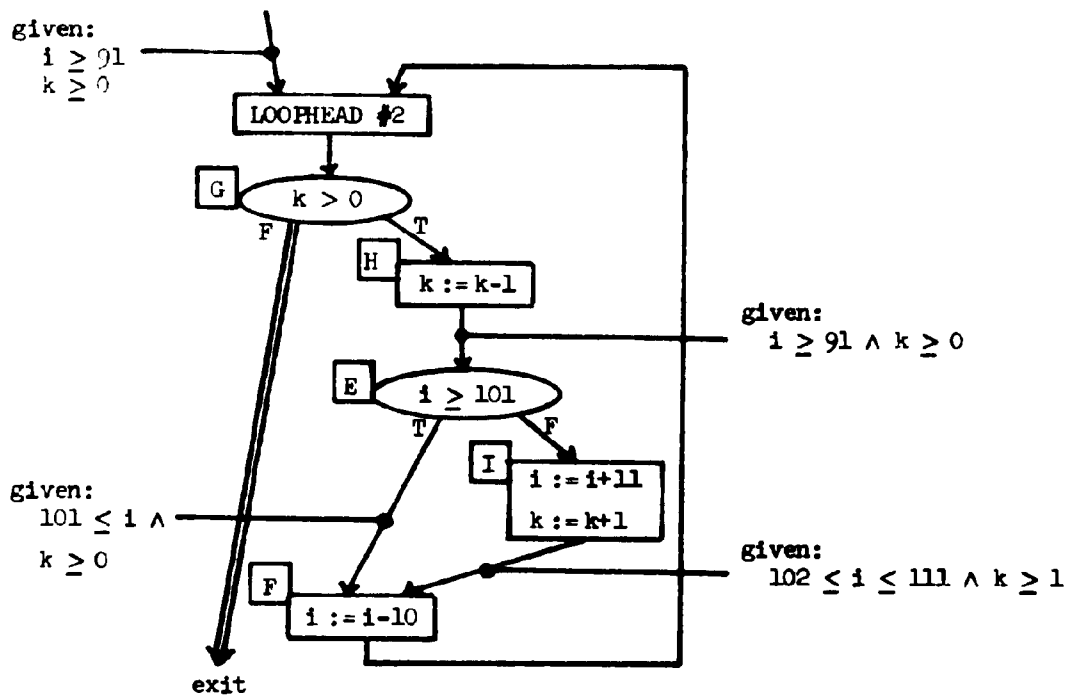 given:
i ≥ 91
k ≥ 0
LOOPHEAD #2
G
k > 0
F
T
H
k := k-1
given:
i ≥ 91 ∧ k ≥ 0
E
i ≥ 101
T
F
I
i := i+11
k := k+1
given:
101 ≤ i ∧
k ≥ 0
given:
102 ≤ i ≤ 111 ∧ k ≥ 1
F
i := i-10
exit